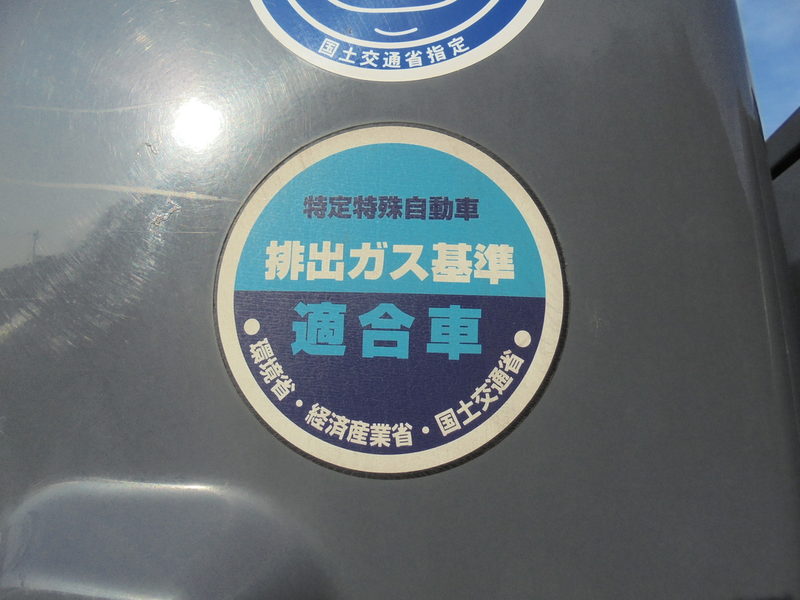 国土交通省指定
特定特殊自動車
排出ガス基準
適合車
●環境省・経済産業省・国土交通省●